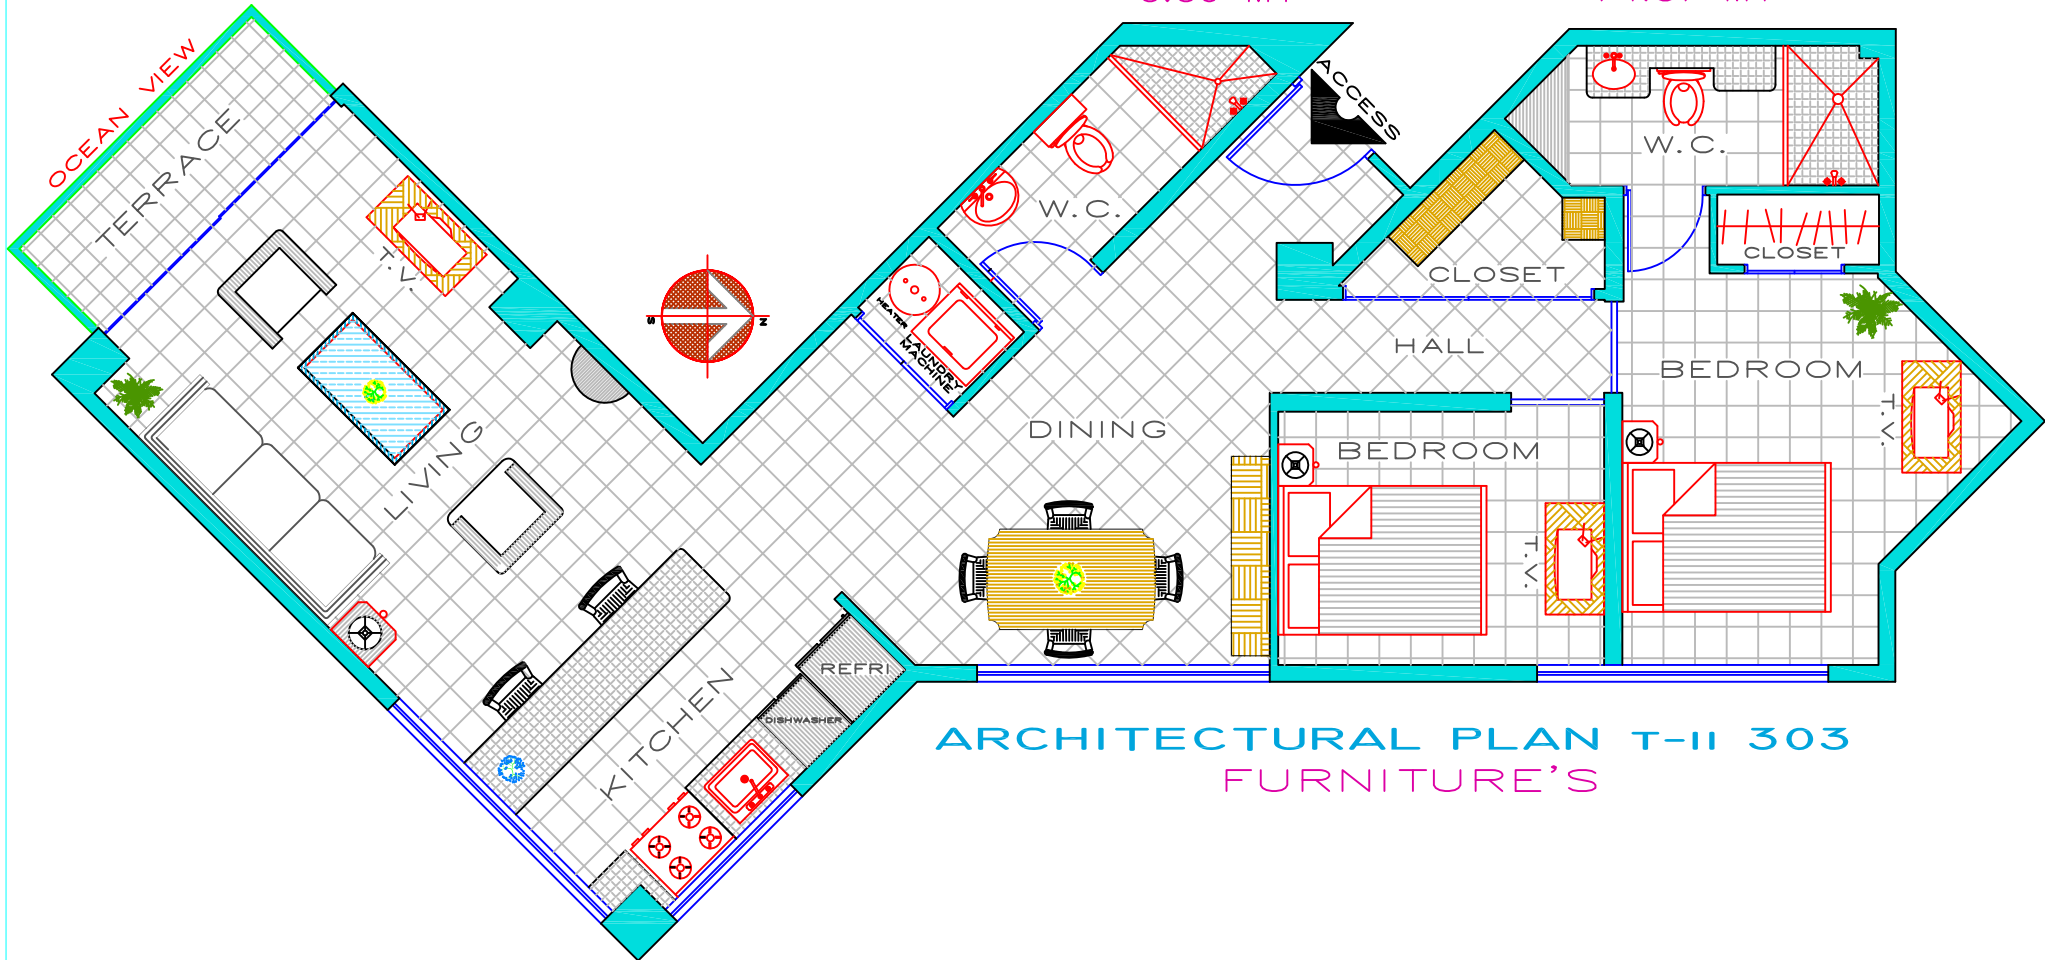 OCEAN VIEW
TERRACE
T.V.
LIVING
S
N
HEATER
LAUNDRY
MACHINE
W.C.
ACCESS
W.C.
CLOSET
CLOSET
HALL
BEDROOM
T.V.
DINING
BEDROOM
T.V.
KITCHEN
REFRI
DISHWASHER
ARCHITECTURAL PLAN T-II 303
FURNITURE'S